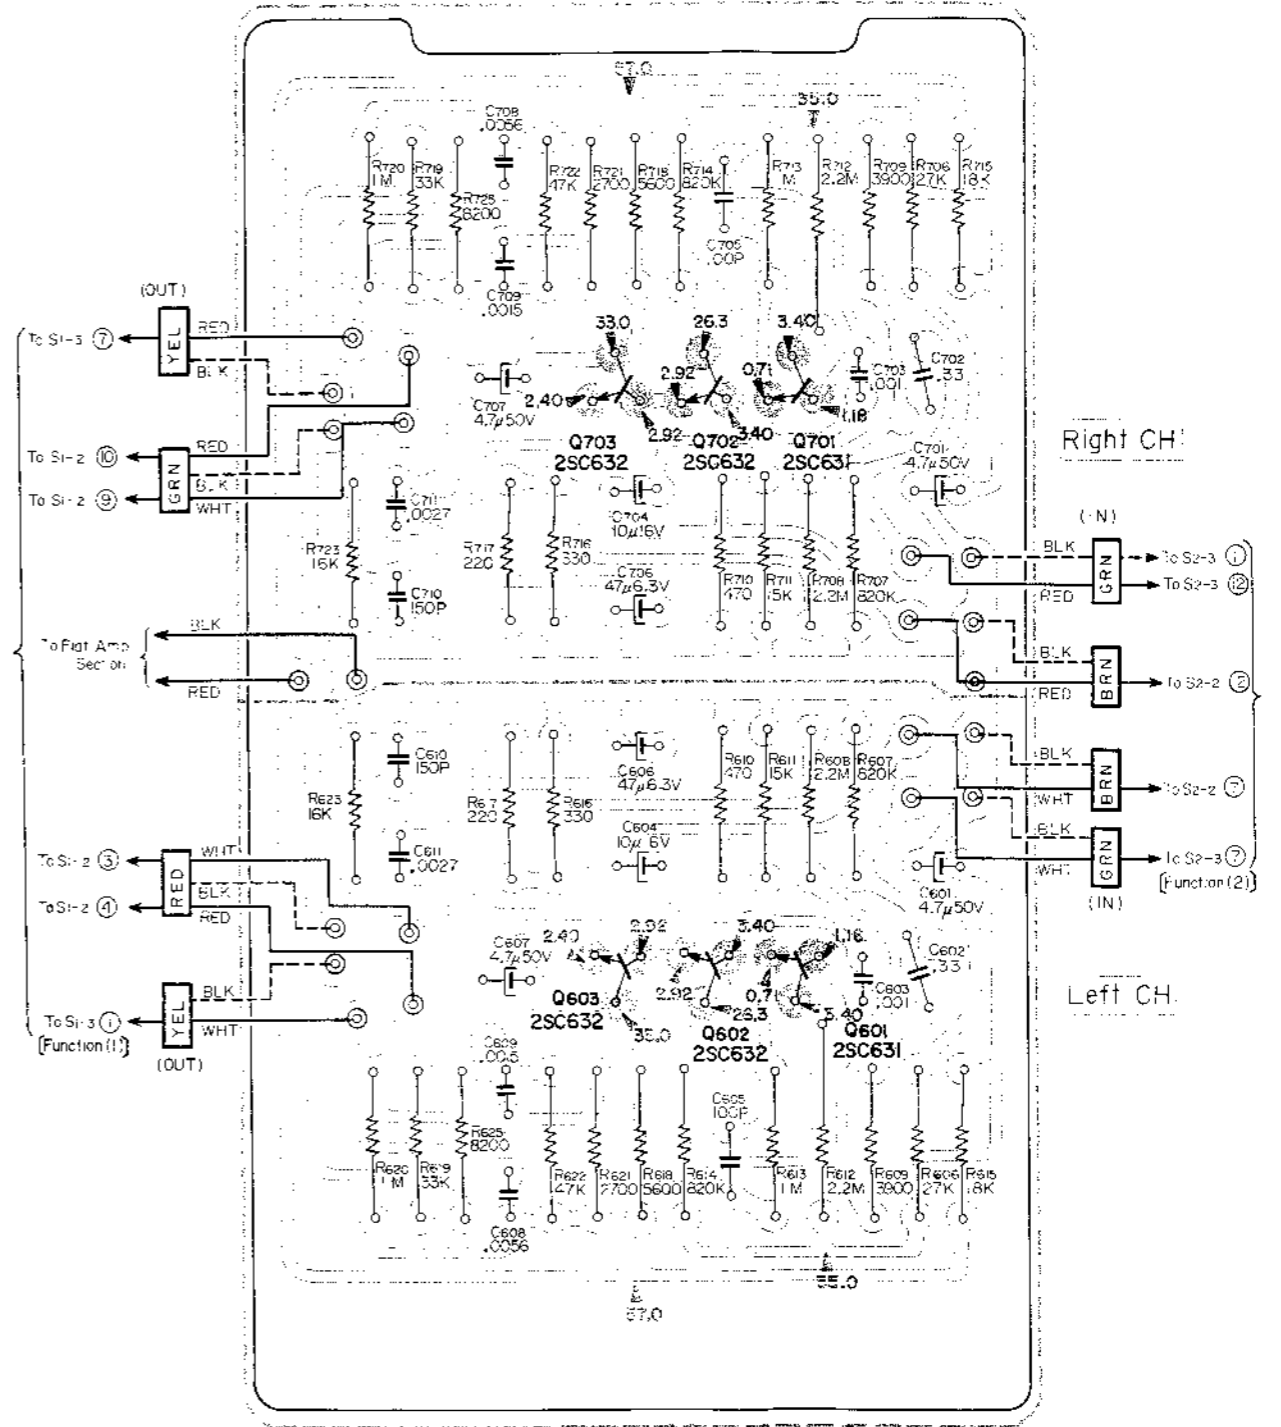 35.0
C708
.0056
R720
1M
R719
33K
R725
8200
R722
47K
R721
2700
R718
5600
R714
820K
R713
R712
2.2M
R709
3900
R706
27K
R715
18K
C705
C709
.0015
(OUT)
To S1-3 ⑦
YEL
RED
BLK
33.0
26.3
3.40
C703
.001
C702
.33
2.92
0.71
2.40
2.92
3.40
1.18
C707
4.7μ50V
Q703
2SC632
Q702
2SC632
Q701
2SC631
C701
4.7μ50V
Right CH.
To S1-2 ⑩
GRN
RED
BLK
To S1-2 ⑨
WHT
C711
.0027
C704
10μ16V
R723
16K
R717
220
R716
330
C706
47μ6.3V
R710
470
R711
15K
R708
2.2M
R707
820K
C710
150P
(IN)
BLK
GRN
To S2-3 ①
To S2-3 ⑫
RED
To Flat Amp
Section
BLK
RED
BLK
BRN
RED
To S2-2
C610
150P
R623
16K
C606
47μ6.3V
R617
220
R616
330
R610
470
R611
15K
R608
2.2M
R607
820K
BLK
BRN
WHT
To S2-2 ⑦
C604
C611
.0027
C601
4.7μ50V
BLK
GRN
WHT
To S2-3 ⑦
[Function(2)]
(IN)
To S1-2 ③
WHT
RED
BLK
To S1-2 ④
RED
2.40
2.92
3.40
1.16
C607
4.7μ50V
C602
.33
2.92
0.71
C603
.001
Left CH.
Q603
2SC632
26.3
3.40
Q602
2SC632
Q601
2SC631
BLK
YEL
To S1-3 ①
WHT
[Function(1)]
(OUT)
C609
.0015
R625
8200
C605
100P
R620
1M
R619
33K
R622
47K
R621
2700
R618
5600
R614
820K
R613
1M
R612
2.2M
R609
3900
R606
27K
R615
18K
C608
.0056